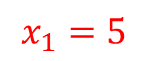 x₁ = 5